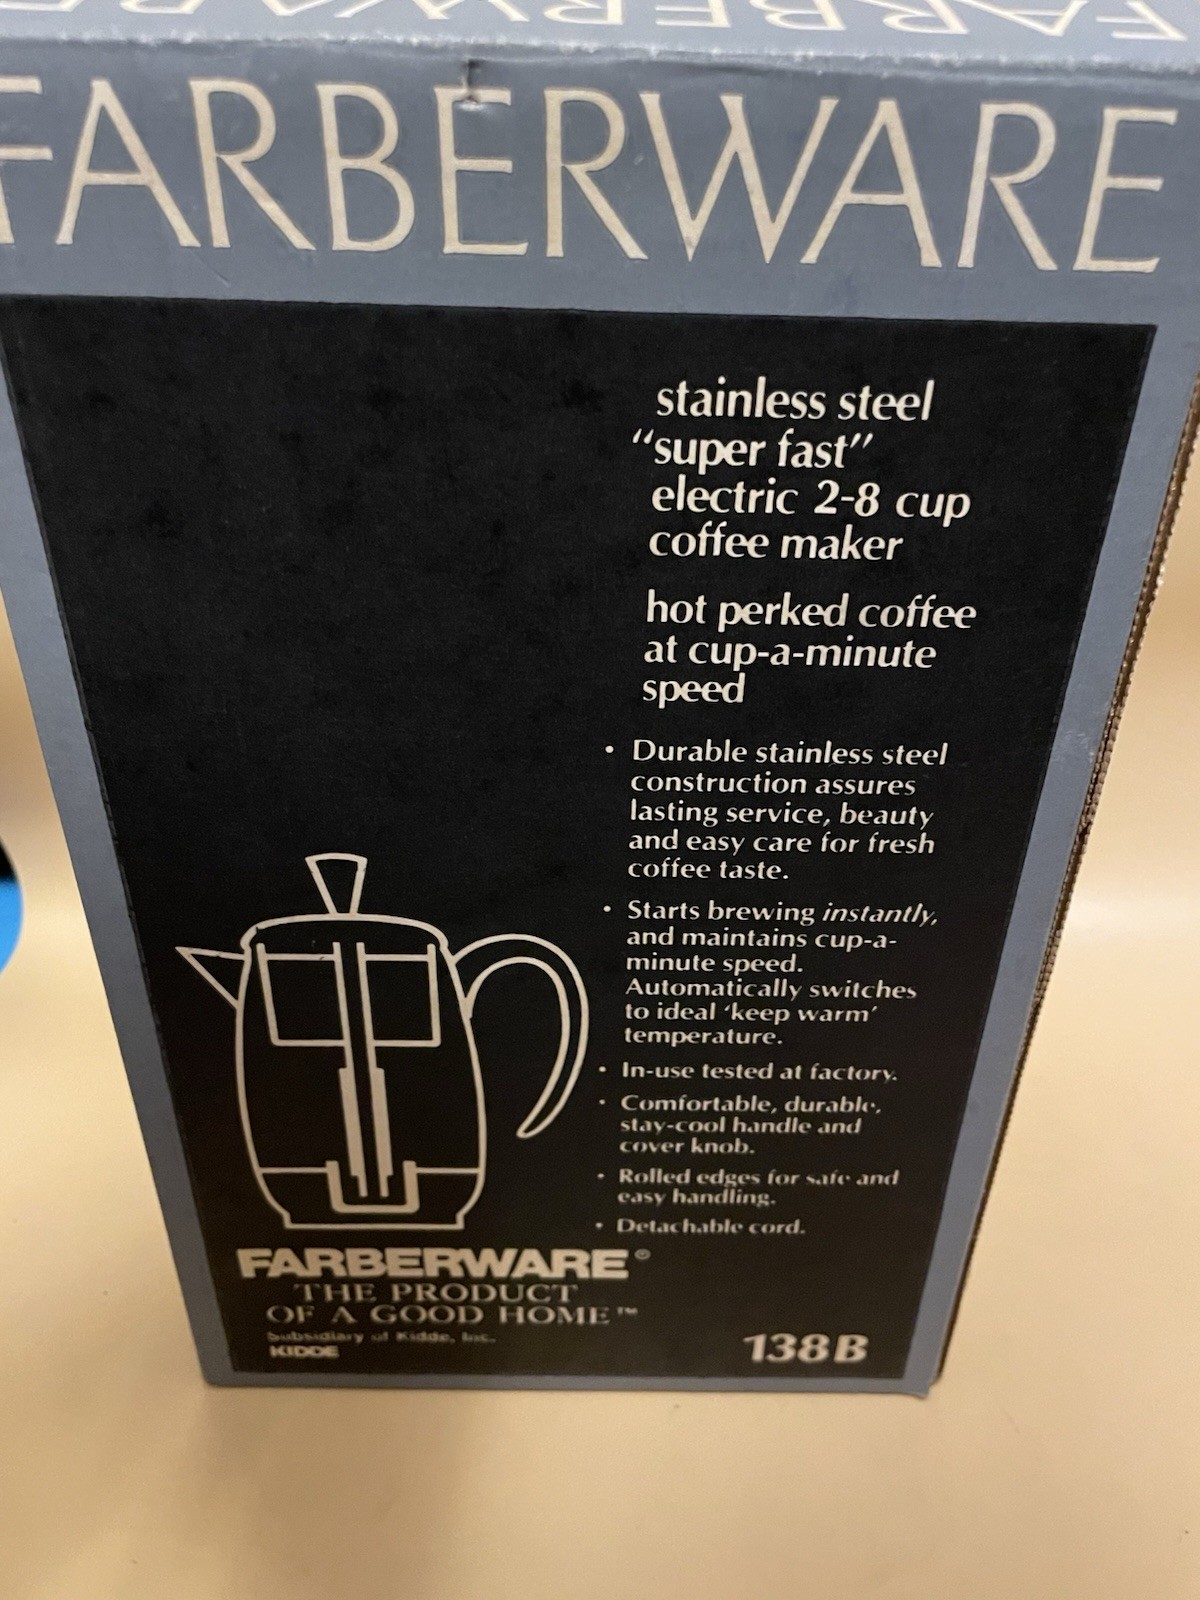 FARBERWARE
FARBERWARE
stainless steel
“super fast”
electric 2-8 cup
coffee maker
hot perked coffee
at cup-a-minute
speed
• Durable stainless steel
construction assures
lasting service, beauty
and easy care for fresh
coffee taste.
• Starts brewing instantly,
and maintains cup-a-
minute speed.
Automatically switches
to ideal ‘keep warm’
temperature.
• In-use tested at factory.
• Comfortable, durable,
stay-cool handle and
cover knob.
• Rolled edges for safe and
easy handling.
• Detachable cord.
FARBERWARE®
THE PRODUCT
OF A GOOD HOME™
Subsidiary of Kidde, Inc.
KIDDE
138B